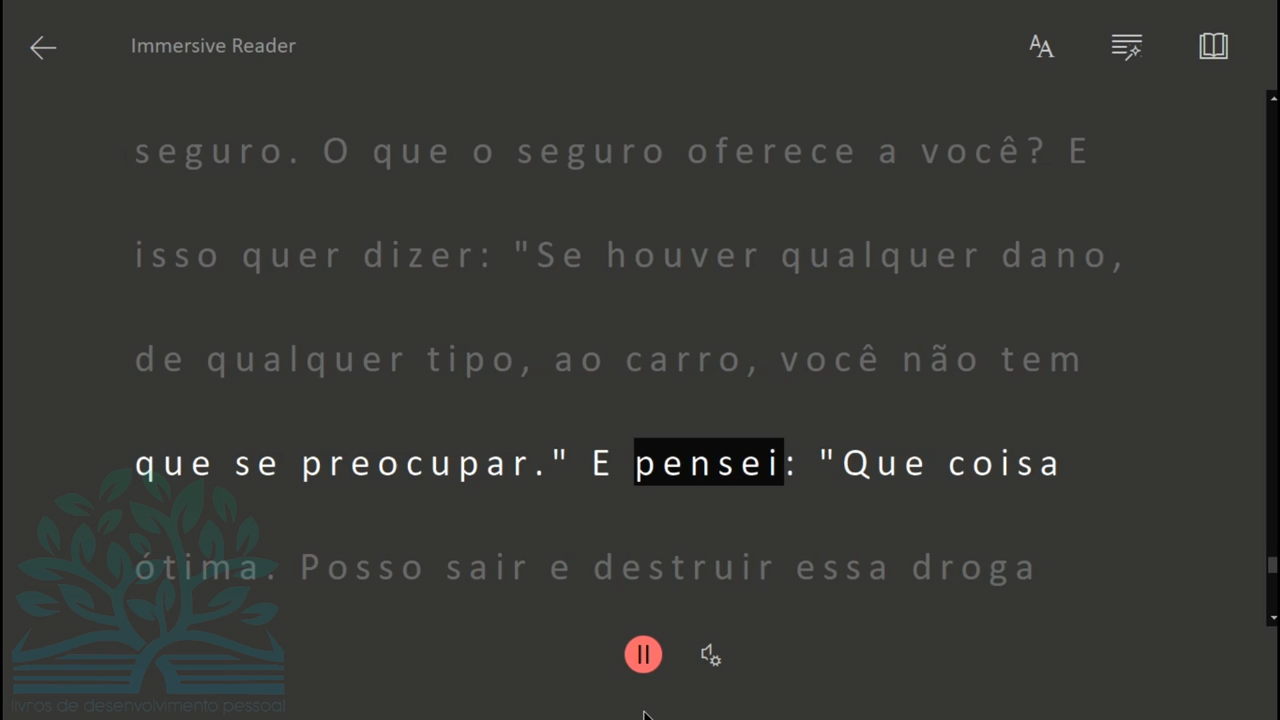 Immersive Reader
seguro. O que o seguro oferece a você? E
isso quer dizer: "Se houver qualquer dano,
de qualquer tipo, ao carro, você não tem
que se preocupar." E pensei: "Que coisa
ótima. Posso sair e destruir essa droga
livros de desenvolvimento pessoal